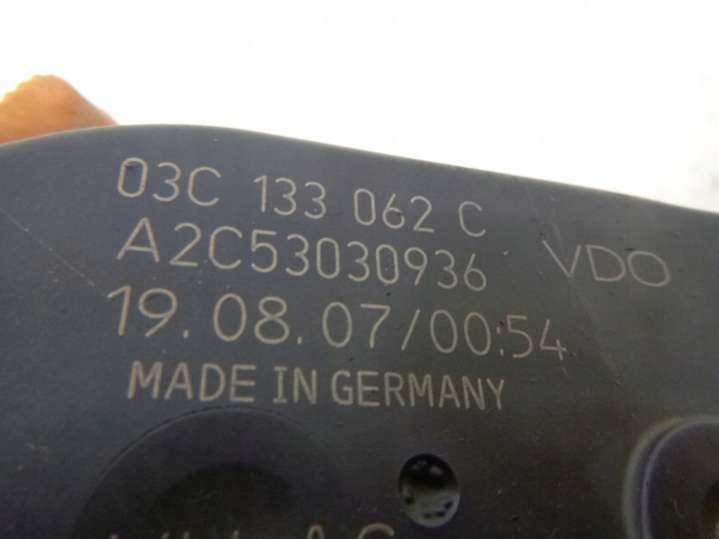 03C 133 062 C
A2C53030936 VDO
19.08.07/00:54
MADE IN GERMANY